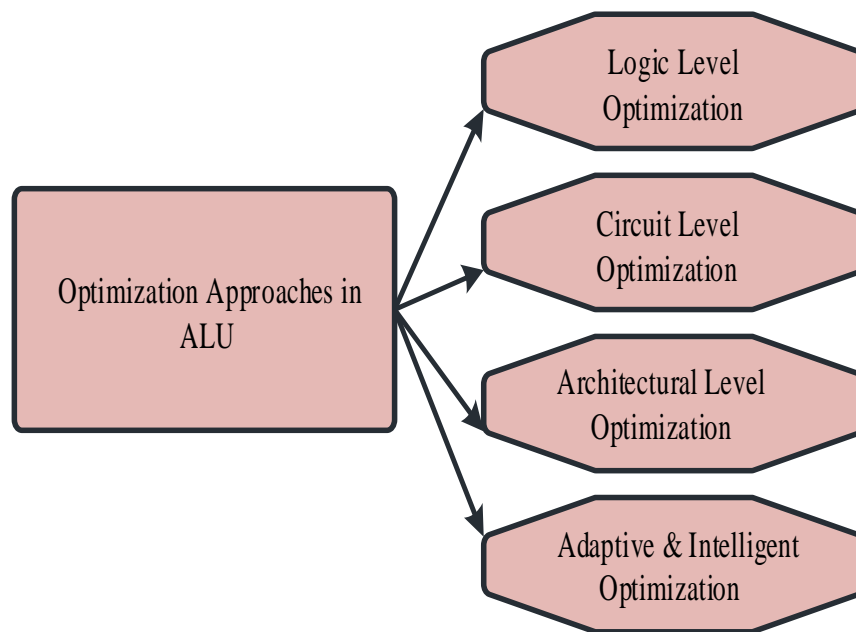 Logic Level
Optimization
Circuit Level
Optimization
Optimization Approaches in
ALU
Architectural Level
Optimization
Adaptive & Intelligent
Optimization